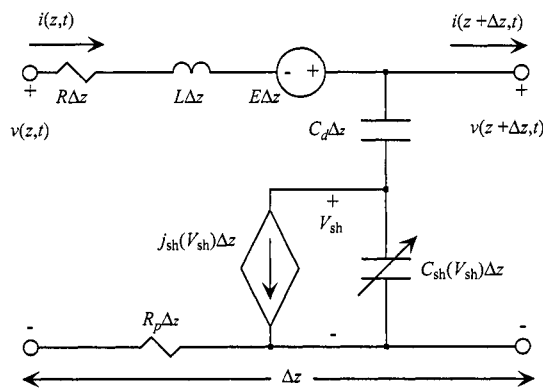 i(z,t)
i(z +Δz,t)
- +
+
RΔz
LΔz
EΔz
+
v(z,t)
C_dΔz
v(z +Δz,t)
+
V_sh
j_sh(V_sh)Δz
C_sh(V_sh)Δz
-
R_pΔz
-
-
Δz